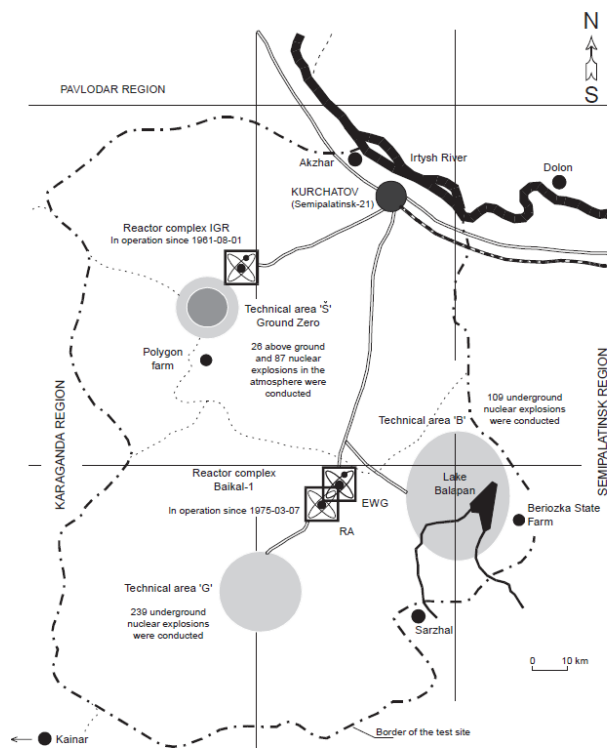 N
S
PAVLODAR REGION
Akzhar
Irtysh River
Dolon
KURCHATOV
(Semipalatinsk-21)
Reactor complex IGR
In operation since 1961-08-01
Technical area 'Š'
Ground Zero
26 above ground
and 87 nuclear
explosions in the
atmosphere were
conducted
Polygon
farm
KARAGANDA REGION
SEMIPALATINSK REGION
109 underground
nuclear explosions
were conducted
Technical area 'B'
Reactor complex
Baikal-1
In operation since 1975-03-07
EWG
RA
Lake
Balapan
Beriozka State
Farm
Technical area 'G'
239 underground
nuclear explosions
were conducted
Sarzhal
0 10 km
Kainar
Border of the test site